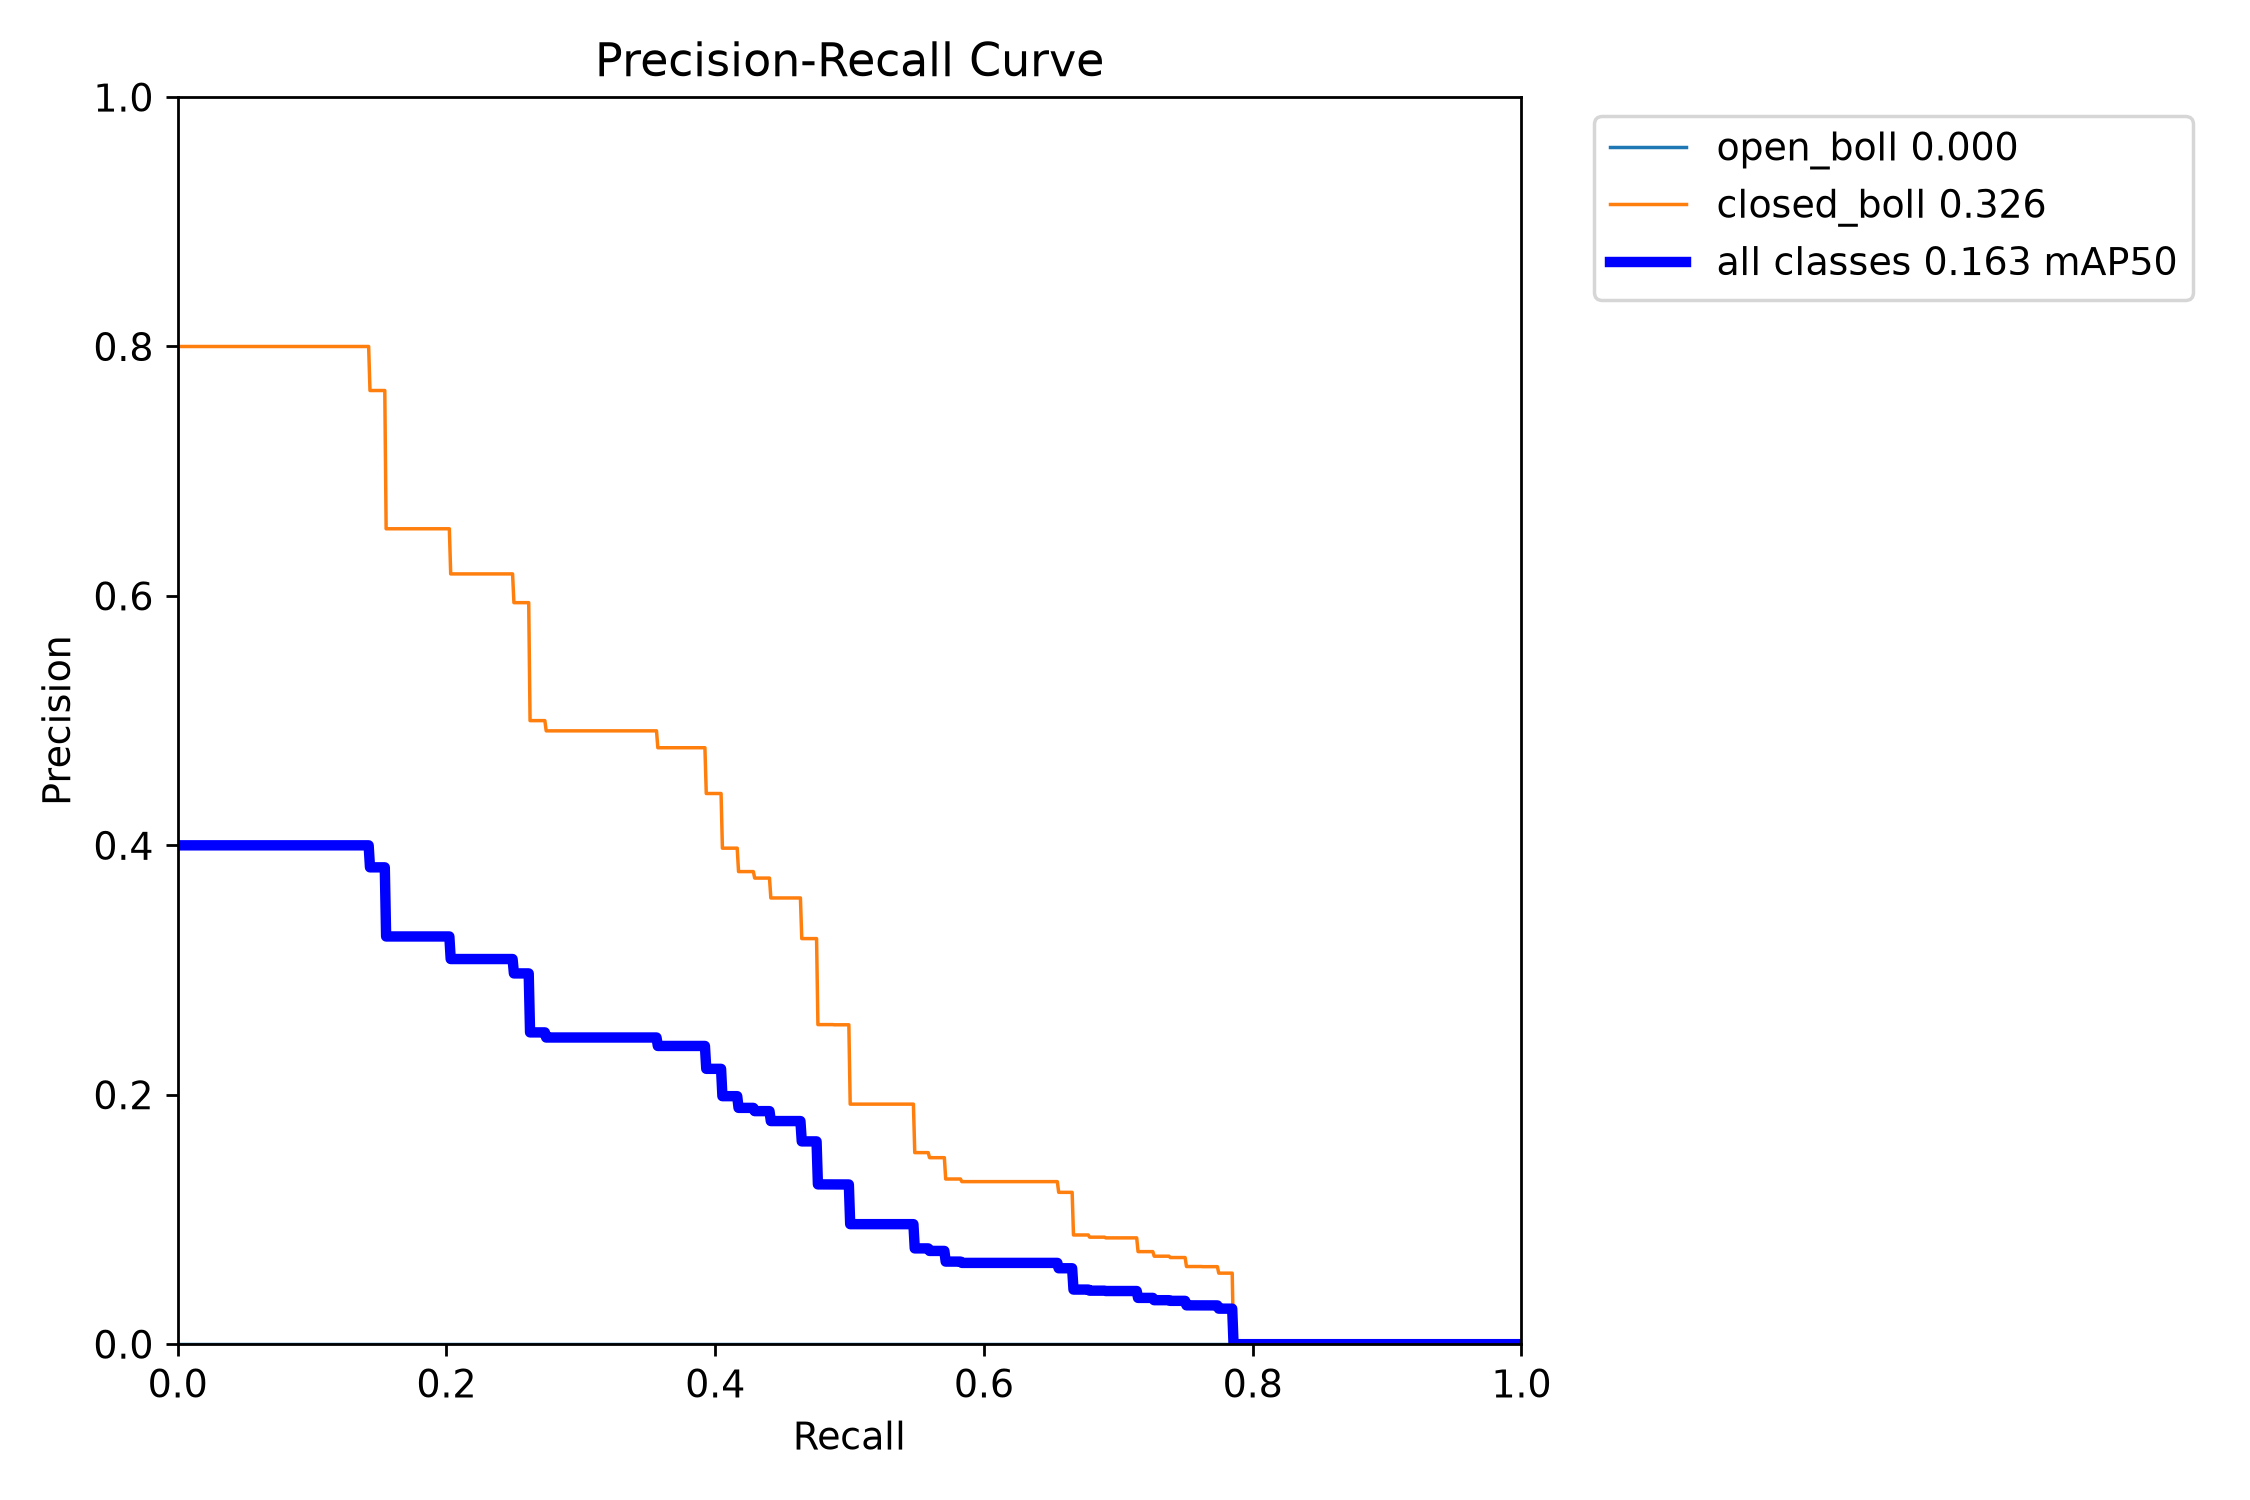 Precision-Recall Curve
1.0
0.8
0.6
0.4
0.2
0.0
Precision
0.0 0.2 0.4 0.6 0.8 1.0
Recall
open_boll 0.000
closed_boll 0.326
all classes 0.163 mAP50